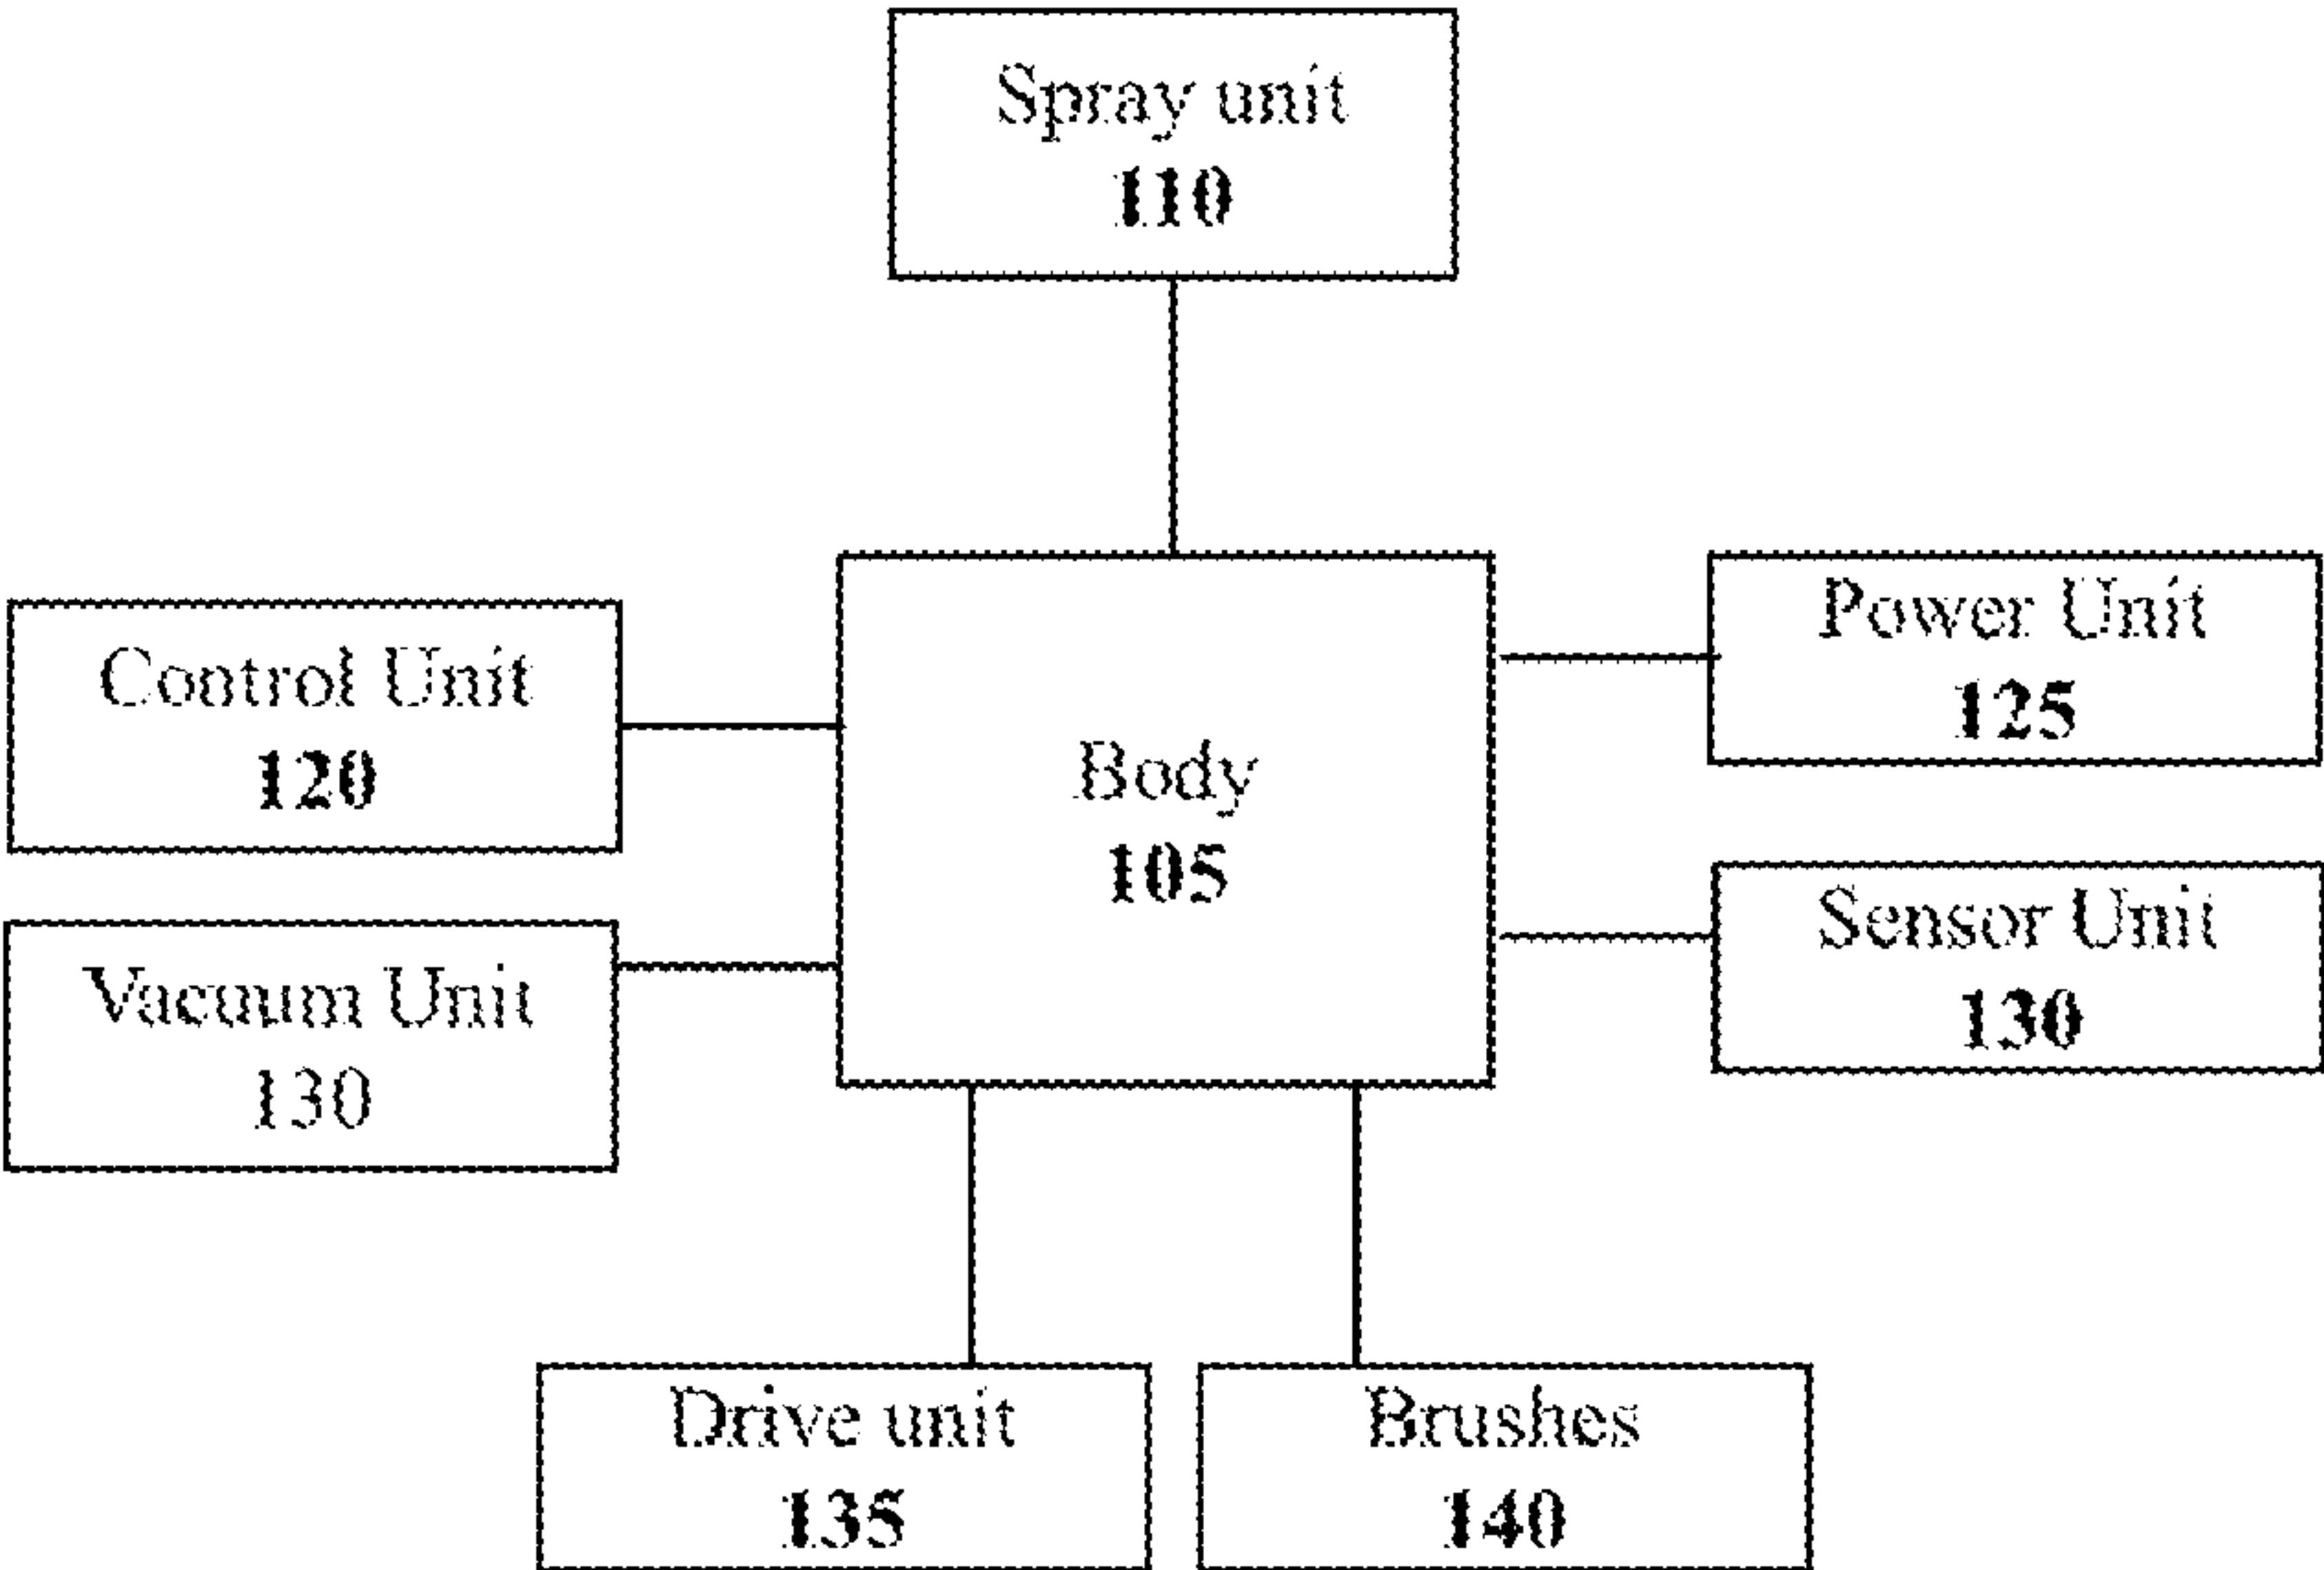 Spray unit
110
Control Unit
120
Body
105
Power Unit
125
Vacuum Unit
130
Sensor Unit
130
Drive unit
135
Brushes
140